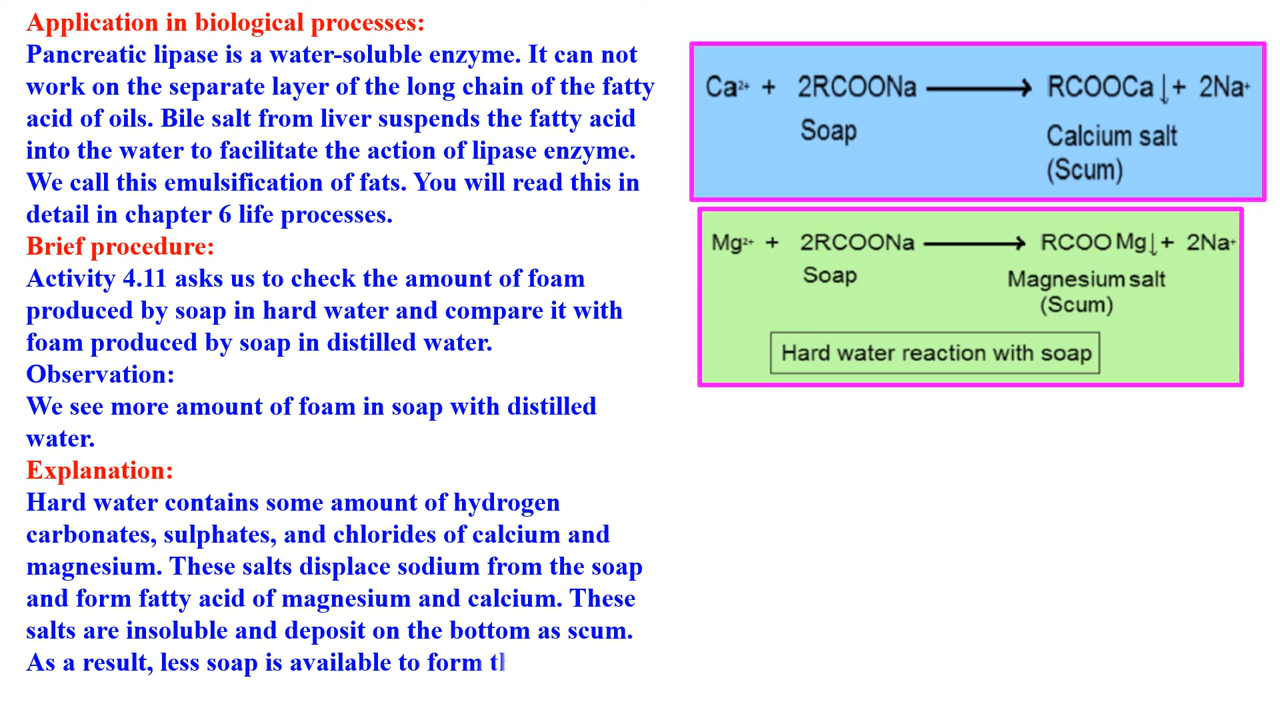 Application in biological processes:
Pancreatic lipase is a water-soluble enzyme. It can not
work on the separate layer of the long chain of the fatty
acid of oils. Bile salt from liver suspends the fatty acid
into the water to facilitate the action of lipase enzyme.
We call this emulsification of fats. You will read this in
detail in chapter 6 life processes.
Brief procedure:
Activity 4.11 asks us to check the amount of foam
produced by soap in hard water and compare it with
foam produced by soap in distilled water.
Observation:
We see more amount of foam in soap with distilled
water.
Explanation:
Hard water contains some amount of hydrogen
carbonates, sulphates, and chlorides of calcium and
magnesium. These salts displace sodium from the soap
and form fatty acid of magnesium and calcium. These
salts are insoluble and deposit on the bottom as scum.
As a result, less soap is available to form
Ca²⁺ + 2RCOONa ⟶ RCOOCa↓ + 2Na⁺
Soap Calcium salt
(Scum)
Mg²⁺ + 2RCOONa ⟶ RCOO Mg↓ + 2Na⁺
Soap Magnesium salt
(Scum)
Hard water reaction with soap